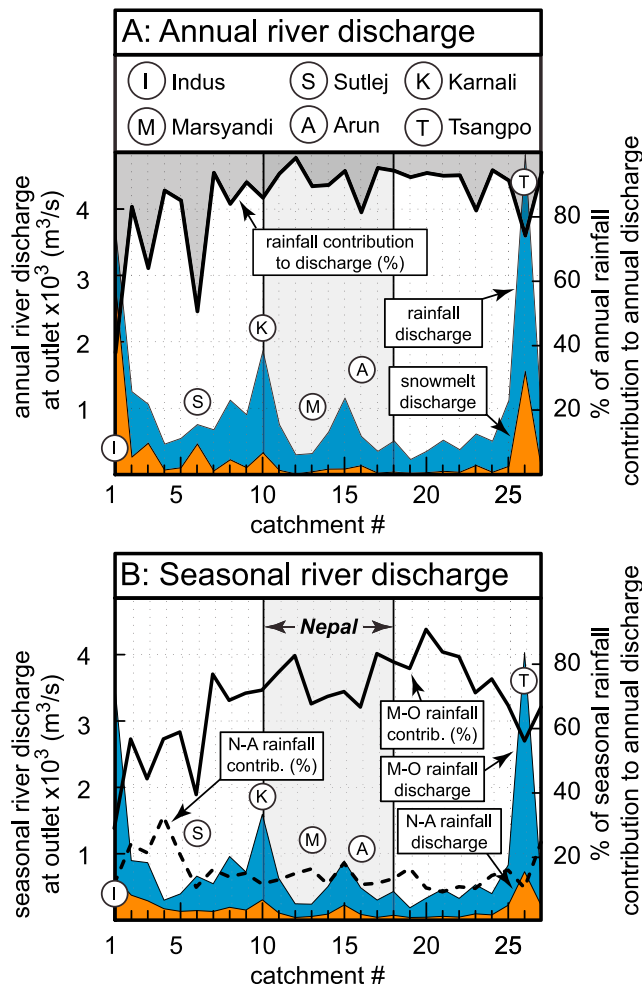 A: Annual river discharge
I Indus S Sutlej K Karnali
M Marsyandi A Arun T Tsangpo
annual river discharge
at outlet x10³ (m³/s)
4
3
2
1
rainfall contribution
to discharge (%)
K
S
M
A
I
T
rainfall
discharge
snowmelt
discharge
80
60
40
20
% of annual rainfall
contribution to annual discharge
1 5 10 15 20 25
catchment #
B: Seasonal river discharge
Nepal
seasonal river discharge
at outlet x10³ (m³/s)
4
3
2
1
N-A rainfall
contrib. (%)
S
K
M
A
I
T
M-O rainfall
contrib. (%)
M-O rainfall
discharge
N-A rainfall
discharge
80
60
40
20
% of seasonal rainfall
contribution to annual discharge
1 5 10 15 20 25
catchment #